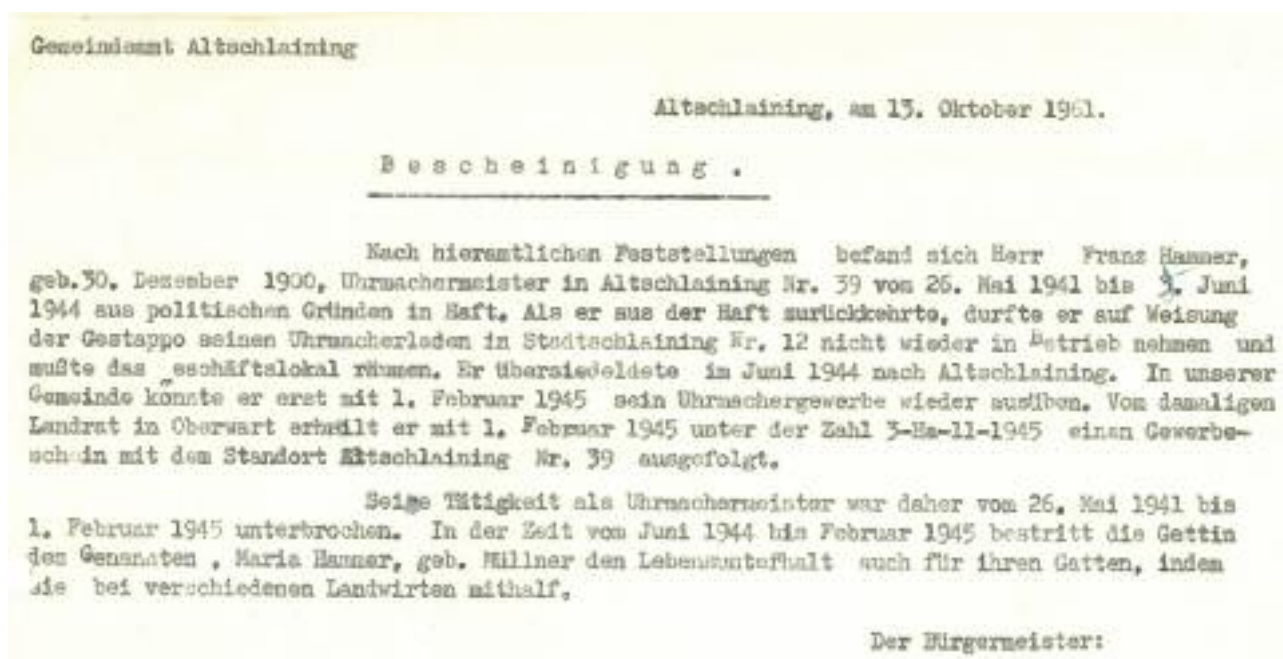 Gemeindeamt Altschlaining
Altschlaining, am 13. Oktober 1961.
Bescheinigung.
Nach hieramtlichen Feststellungen befand sich Herr Franz Hammer,
geb.30. Dezember 1900, Uhrmachermeister in Altschlaining Nr. 39 von 26. Mai 1941 bis 3. Juni
1944 aus politischen Gründen in Haft. Als er aus der Haft zurückkehrte, durfte er auf Weisung
der Gestappo seinen Uhrmacherladen in Stadtschlaining Nr. 12 nicht wieder in Betrieb nehmen und
mußte das eschäftslokal räumen. Er übersiedeldete im Juni 1944 nach Altschlaining. In unserer
Gemeinde konnte er erst mit 1. Februar 1945 sein Uhrmachergewerbe wieder ausüben. Vom damaligen
Landrat in Oberwart erhielt er mit 1. Februar 1945 unter der Zahl 3-Ha-11-1945 einen Gewerbe-
schein mit dem Standort Altschlaining Nr. 39 ausgefolgt.
Seine Tätigkeit als Uhrmachermeister war daher vom 26. Mai 1941 bis
1. Februar 1945 unterbrochen. In der Zeit vom Juni 1944 bis Februar 1945 bestritt die Gattin
des Genannten , Maria Hammer, geb. Müllner den Lebensunterhalt auch für ihren Gatten, indem
sie bei verschiedenen Landwirten mithalf.
Der Bürgermeister: